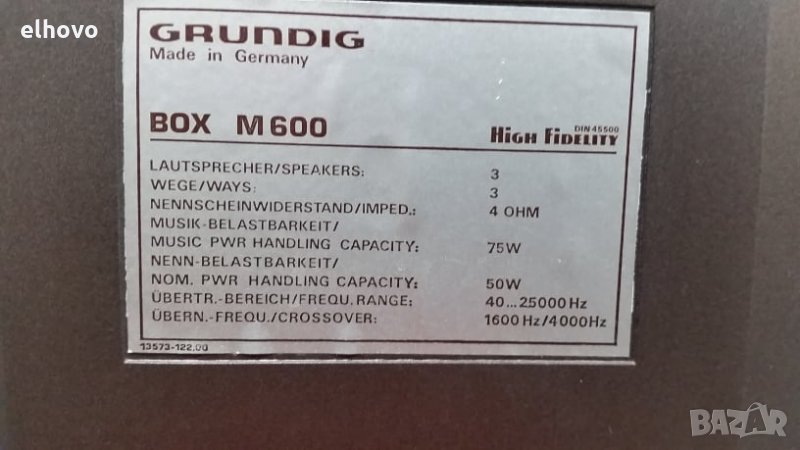 elhovo
GRUNDIG
Made in Germany
BOX M600
DIN 45500
HIGH FIDELITY
LAUTSPRECHER/SPEAKERS: 3
WEGE/WAYS: 3
NENNSCHEINWIDERSTAND/IMPED.: 4 OHM
MUSIK-BELASTBARKEIT/
MUSIC PWR HANDLING CAPACITY: 75W
NENN-BELASTBARKEIT/
NOM. PWR HANDLING CAPACITY: 50W
ÜBERTR.-BEREICH/FREQU. RANGE: 40...25000 Hz
ÜBERN.-FREQU./CROSSOVER: 1600 Hz/4000Hz
13573-122.00
BAZAR